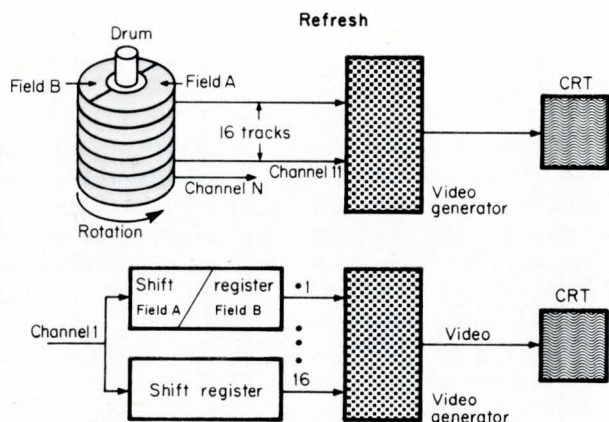 Refresh
Drum
Field B
Field A
CRT
16 tracks
Channel 11
Channel N
Video
generator
Rotation
Shift
register
• 1
Field A
Field B
CRT
Channel 1
Video
Shift register
16
Video
generator